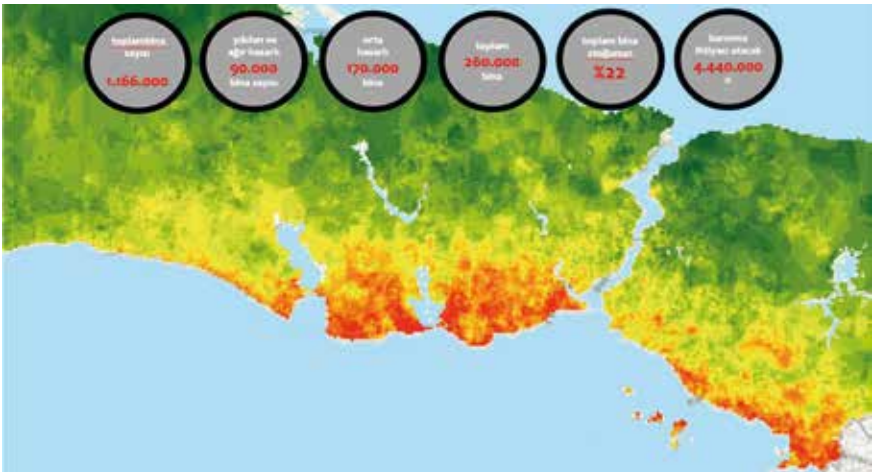 toplam bina
sayısı
1.166.000
yıkılan ve
ağır hasarlı
90.000
bina sayısı
orta
hasarlı
170.000
bina
toplam
260.000
bina
toplam bina
stoğunun
%22
barınma
ihtiyacı olacak
4.440.000